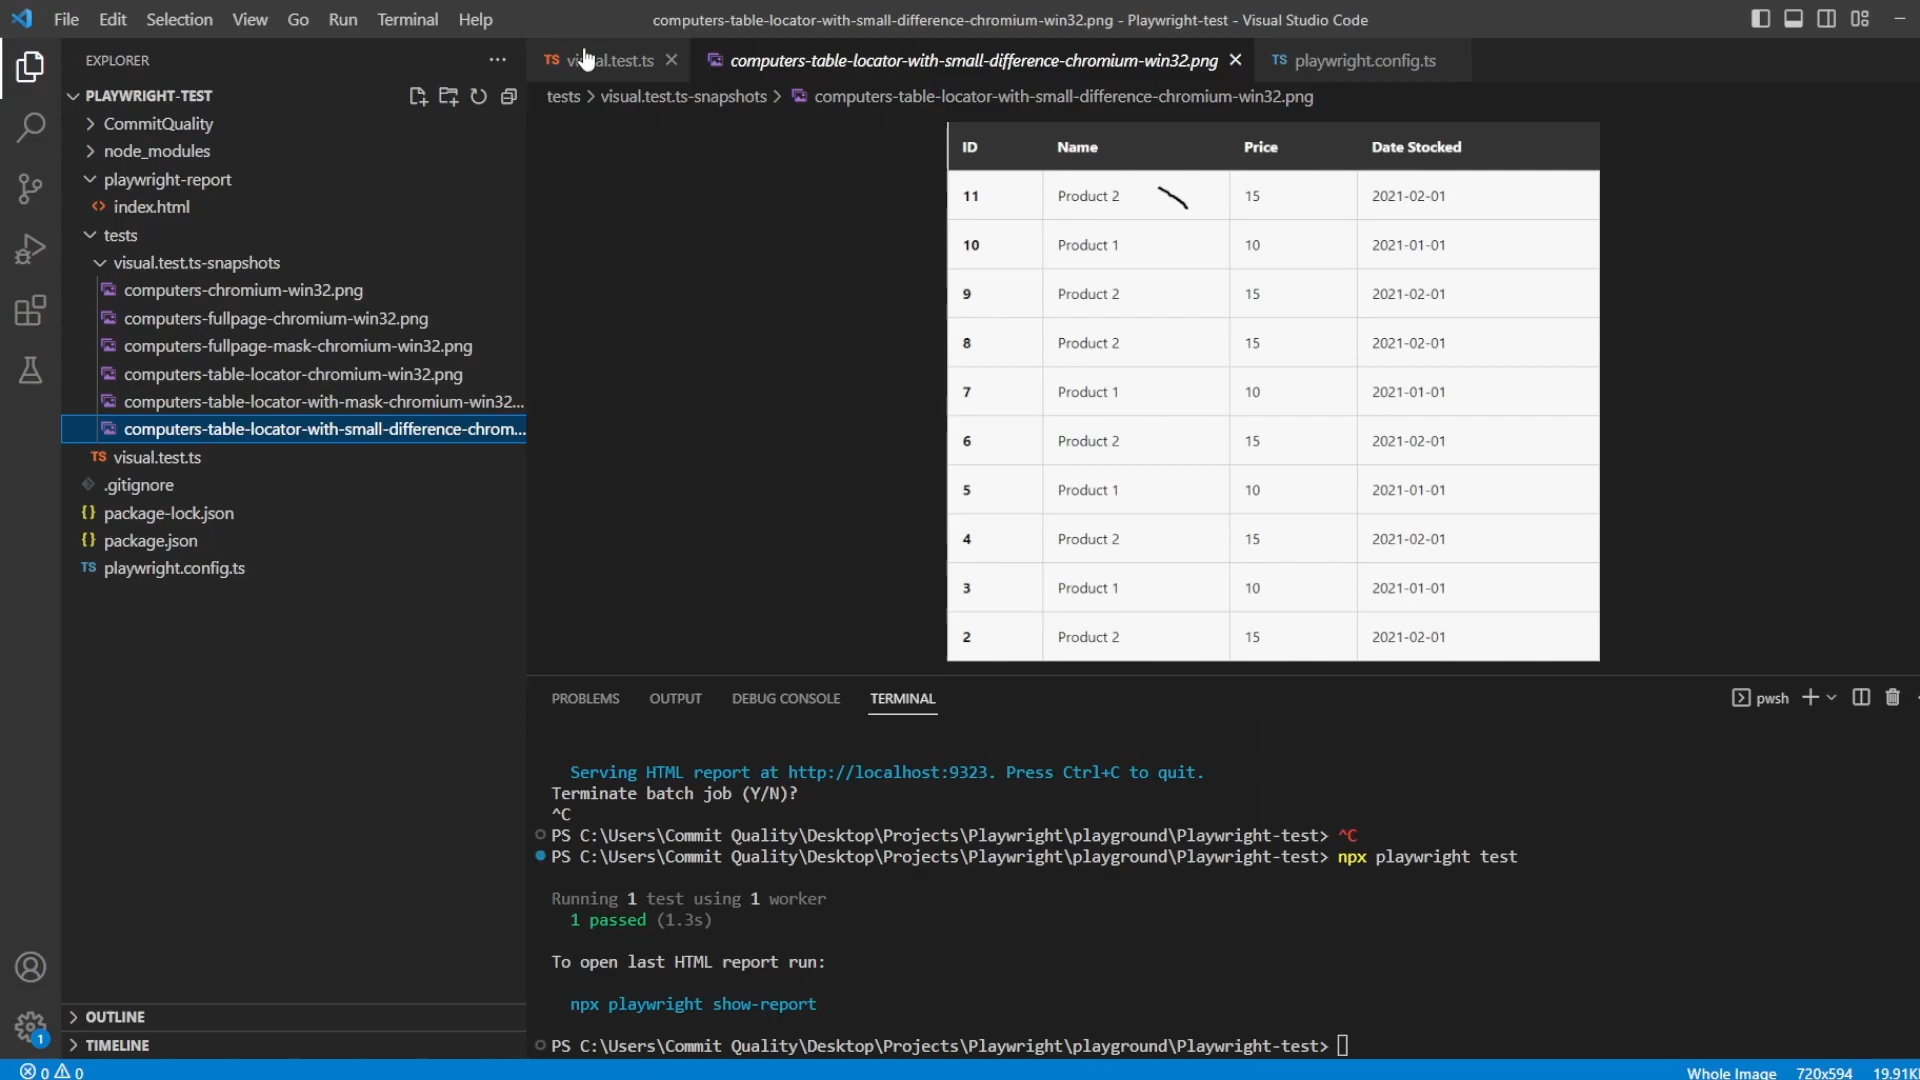 File Edit Selection View Go Run Terminal Help
computers-table-locator-with-small-difference-chromium-win32.png - Playwright-test - Visual Studio Code
EXPLORER
PLAYWRIGHT-TEST
CommitQuality
node_modules
playwright-report
index.html
tests
visual.test.ts-snapshots
computers-chromium-win32.png
computers-fullpage-chromium-win32.png
computers-fullpage-mask-chromium-win32.png
computers-table-locator-chromium-win32.png
computers-table-locator-with-mask-chromium-win32...
computers-table-locator-with-small-difference-chrom...
TS visual.test.ts
.gitignore
{} package-lock.json
{} package.json
TS playwright.config.ts
OUTLINE
TIMELINE
1
TS computers-table-locator-with-small-difference-chromium-win32.png TS playwright.config.ts
tests > visual.test.ts-snapshots > computers-table-locator-with-small-difference-chromium-win32.png
ID Name Price Date Stocked
11 Product 2 15 2021-02-01
10 Product 1 10 2021-01-01
9 Product 2 15 2021-02-01
8 Product 2 15 2021-02-01
7 Product 1 10 2021-01-01
6 Product 2 15 2021-02-01
5 Product 1 10 2021-01-01
4 Product 2 15 2021-02-01
3 Product 1 10 2021-01-01
2 Product 2 15 2021-02-01
PROBLEMS OUTPUT DEBUG CONSOLE TERMINAL
pwsh
Serving HTML report at http://localhost:9323. Press Ctrl+C to quit.
Terminate batch job (Y/N)?
^C
PS C:\Users\Commit Quality\Desktop\Projects\Playwright\playground\Playwright-test> ^C
PS C:\Users\Commit Quality\Desktop\Projects\Playwright\playground\Playwright-test> npx playwright test
Running 1 test using 1 worker
1 passed (1.3s)
To open last HTML report run:
npx playwright show-report
PS C:\Users\Commit Quality\Desktop\Projects\Playwright\playground\Playwright-test>
0 0
Whole Image 720x594